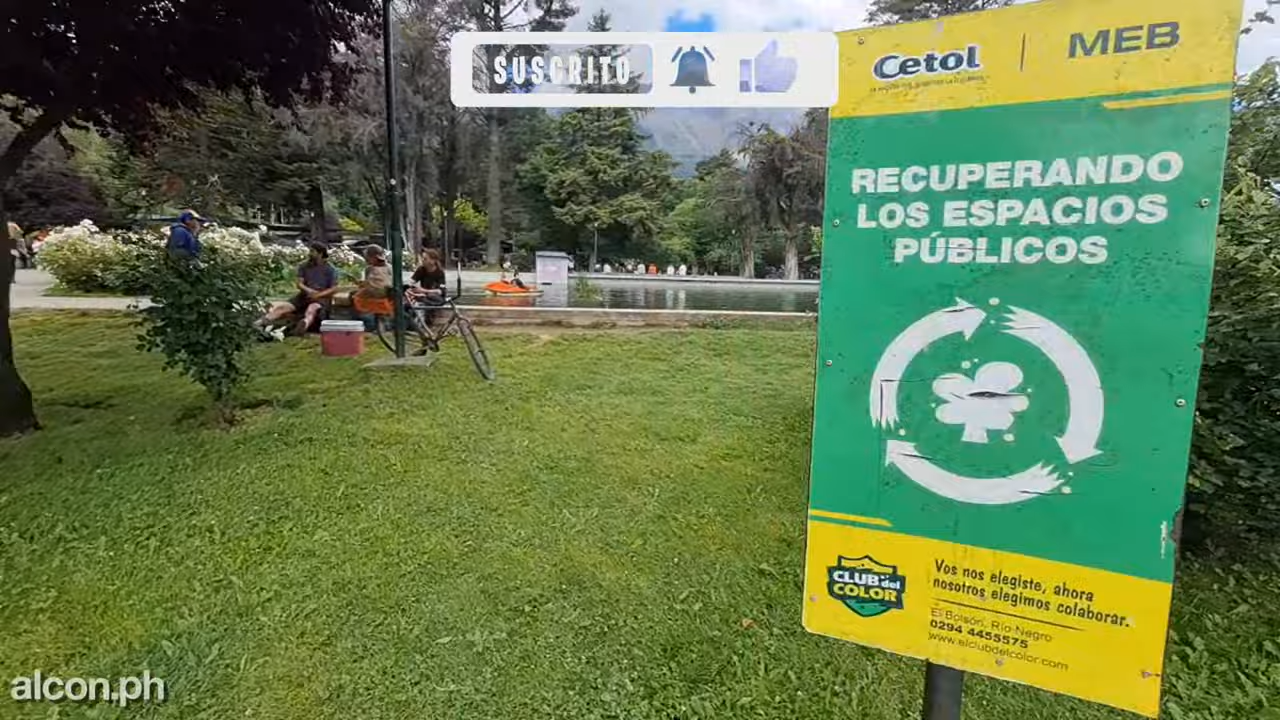 SUSCRITO
Cetol
MEB
RECUPERANDO
LOS ESPACIOS
PÚBLICOS
CLUB del
COLOR
Vos nos elegiste, ahora
nosotros elegimos colaborar.
El Bolsón, Río Negro
0294 4455575
www.elclubdelcolor.com
alcon.ph